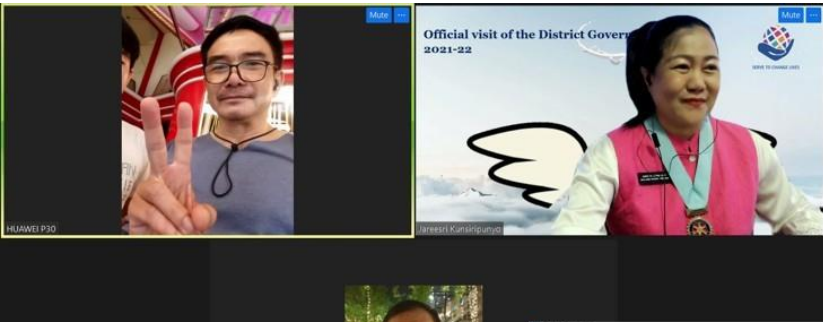 Mute
...
Mute
...
Official visit of the District Govern
2021-22
SERVE TO CHANGE LIVES
HUAWEI P30
Jareesri Kunsiripunyo